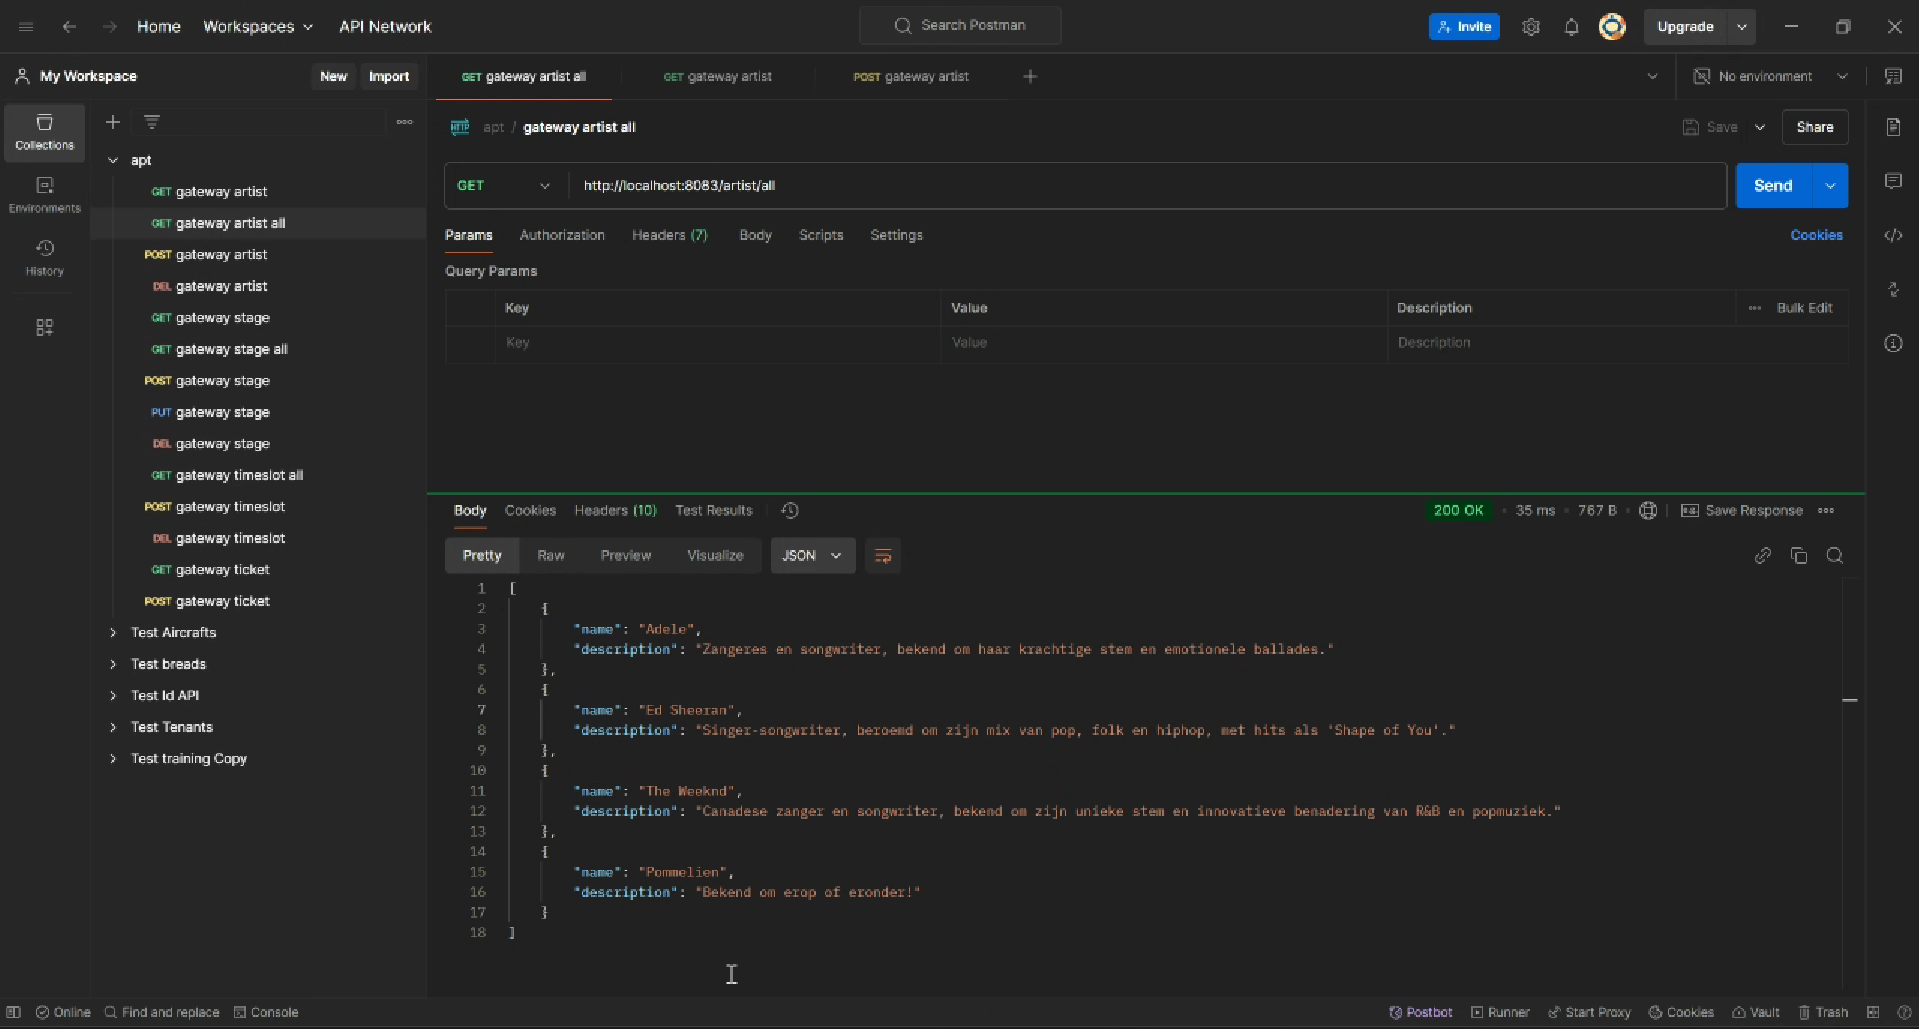 Home Workspaces API Network Search Postman Invite Upgrade
My Workspace New Import GET gateway artist all GET gateway artist POST gateway artist No environment
HTTP apt / gateway artist all Save Share
Collections
apt
GET http://localhost:8083/artist/all Send
Environments
GET gateway artist
GET gateway artist all
Params Authorization Headers (7) Body Scripts Settings Cookies
History
POST gateway artist
Query Params
DEL gateway artist
Key Value Description Bulk Edit
GET gateway stage
Key Value Description
GET gateway stage all
POST gateway stage
PUT gateway stage
DEL gateway stage
GET gateway timeslot all
POST gateway timeslot
DEL gateway timeslot
GET gateway ticket
POST gateway ticket
Test Aircrafts
Test breads
Test Id API
Test Tenants
Test training Copy
Body Cookies Headers (10) Test Results 200 OK 35 ms 767 B Save Response
Pretty Raw Preview Visualize JSON
1 [
2 {
3 "name": "Adele",
4 "description": "Zangeres en songwriter, bekend om haar krachtige stem en emotionele ballades."
5 },
6 {
7 "name": "Ed Sheeran",
8 "description": "Singer-songwriter, beroemd om zijn mix van pop, folk en hiphop, met hits als 'Shape of You'."
9 },
10 {
11 "name": "The Weeknd",
12 "description": "Canadese zanger en songwriter, bekend om zijn unieke stem en innovatieve benadering van R&B en popmuziek."
13 },
14 {
15 "name": "Pommelien",
16 "description": "Bekend om erop of eronder!"
17 }
18 ]
Online Find and replace Console Postbot Runner Start Proxy Cookies Vault Trash